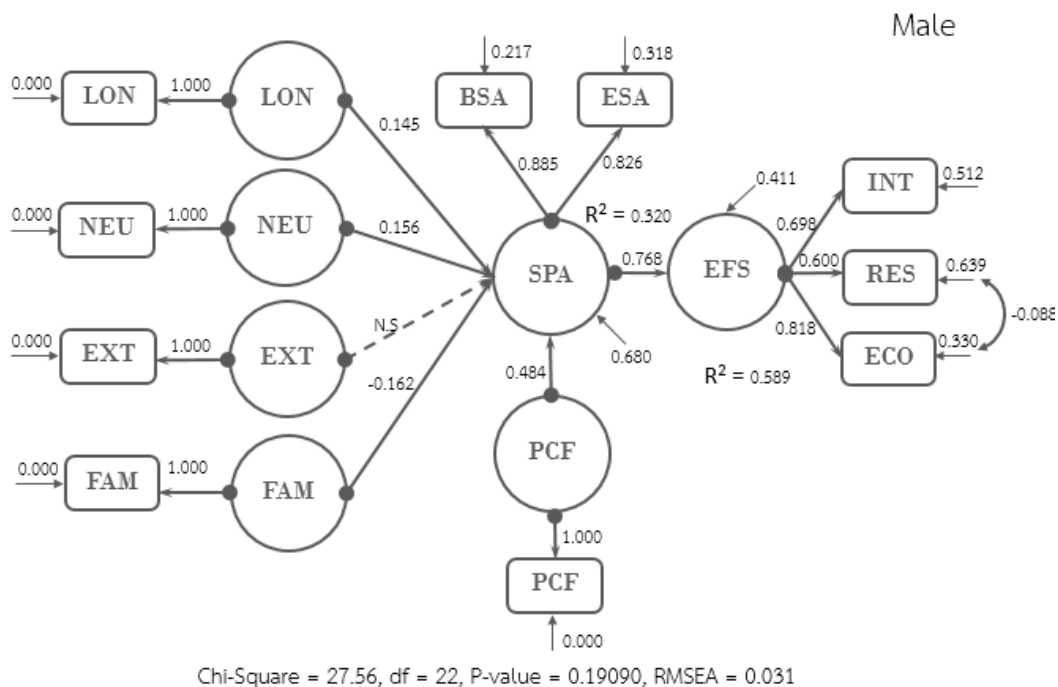 Male
0.217
0.318
0.000
LON
1.000
LON
BSA
ESA
0.145
0.885
0.826
0.000
NEU
1.000
NEU
0.156
R² = 0.320
0.411
INT
0.512
0.698
SPA
0.768
EFS
0.600
RES
0.639
-0.088
0.818
0.000
EXT
1.000
EXT
N.S
0.680
ECO
0.330
-0.162
0.484
R² = 0.589
0.000
FAM
1.000
FAM
PCF
1.000
PCF
0.000
Chi-Square = 27.56, df = 22, P-value = 0.19090, RMSEA = 0.031